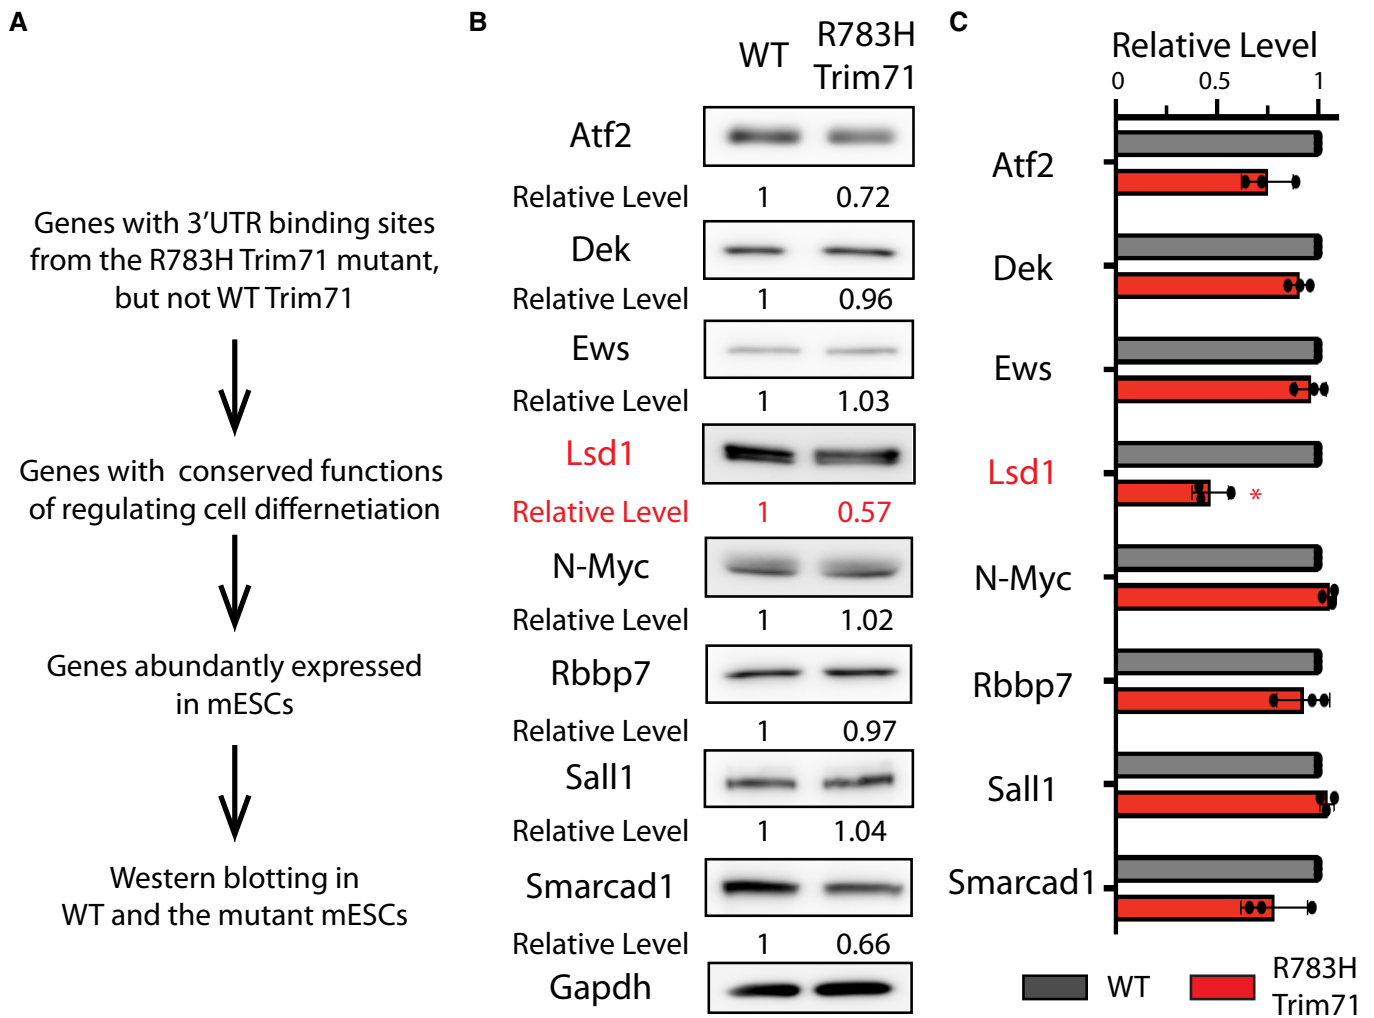 A
Genes with 3’UTR binding sites
from the R783H Trim71 mutant,
but not WT Trim71
Genes with conserved functions
of regulating cell differnetiation
Genes abundantly expressed
in mESCs
Western blotting in
WT and the mutant mESCs
B
WT
R783H
Trim71
Atf2
Relative Level 1 0.72
Dek
Relative Level 1 0.96
Ews
Relative Level 1 1.03
Lsd1
Relative Level 1 0.57
N-Myc
Relative Level 1 1.02
Rbbp7
Relative Level 1 0.97
Sall1
Relative Level 1 1.04
Smarcad1
Relative Level 1 0.66
Gapdh
C
Relative Level
0 0.5 1
Atf2
Dek
Ews
Lsd1
*
N-Myc
Rbbp7
Sall1
Smarcad1
WT
R783H
Trim71